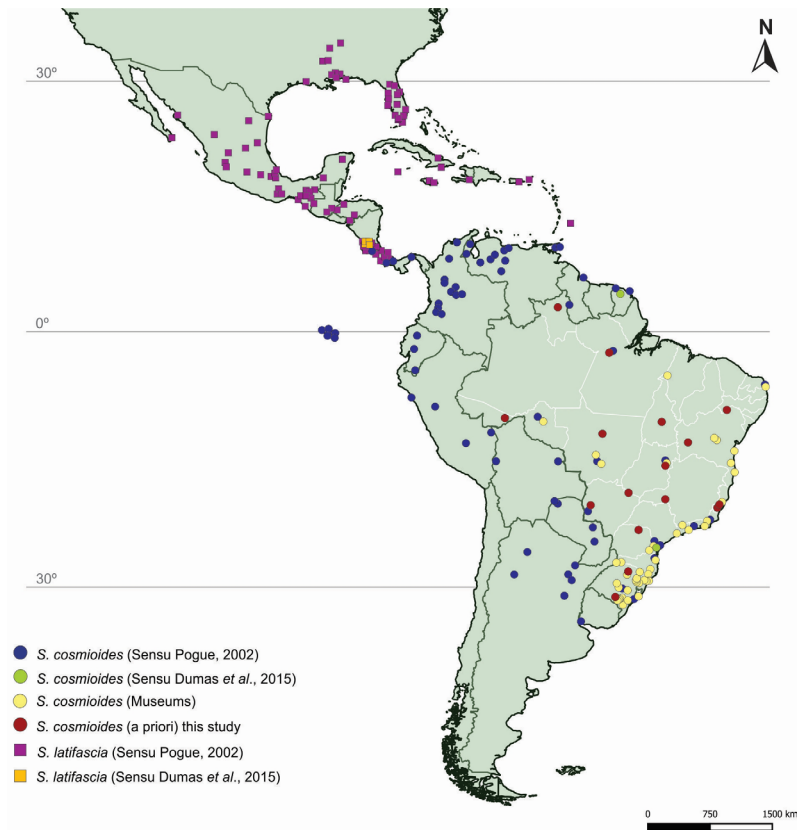 N
30º
0º
30º
S. cosmioides (Sensu Pogue, 2002)
S. cosmioides (Sensu Dumas et al., 2015)
S. cosmioides (Museums)
S. cosmioides (a priori) this study
S. latifascia (Sensu Pogue, 2002)
S. latifascia (Sensu Dumas et al., 2015)
0 750 1500 km